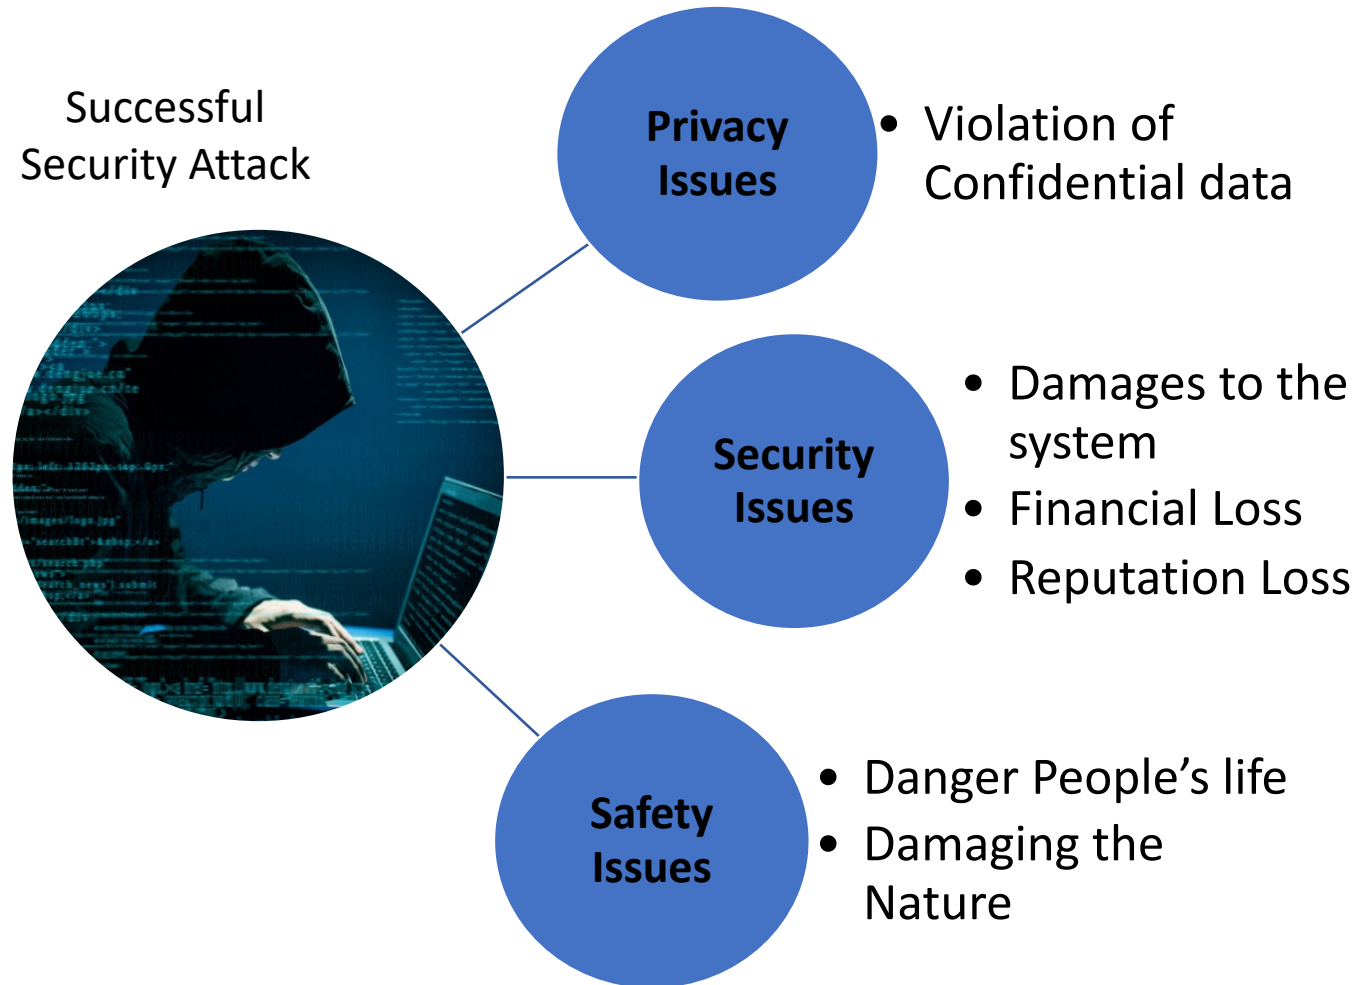 Successful
Security Attack
Privacy
Issues
• Violation of
Confidential data
Security
Issues
• Damages to the
system
• Financial Loss
• Reputation Loss
Safety
Issues
• Danger People’s life
• Damaging the
Nature